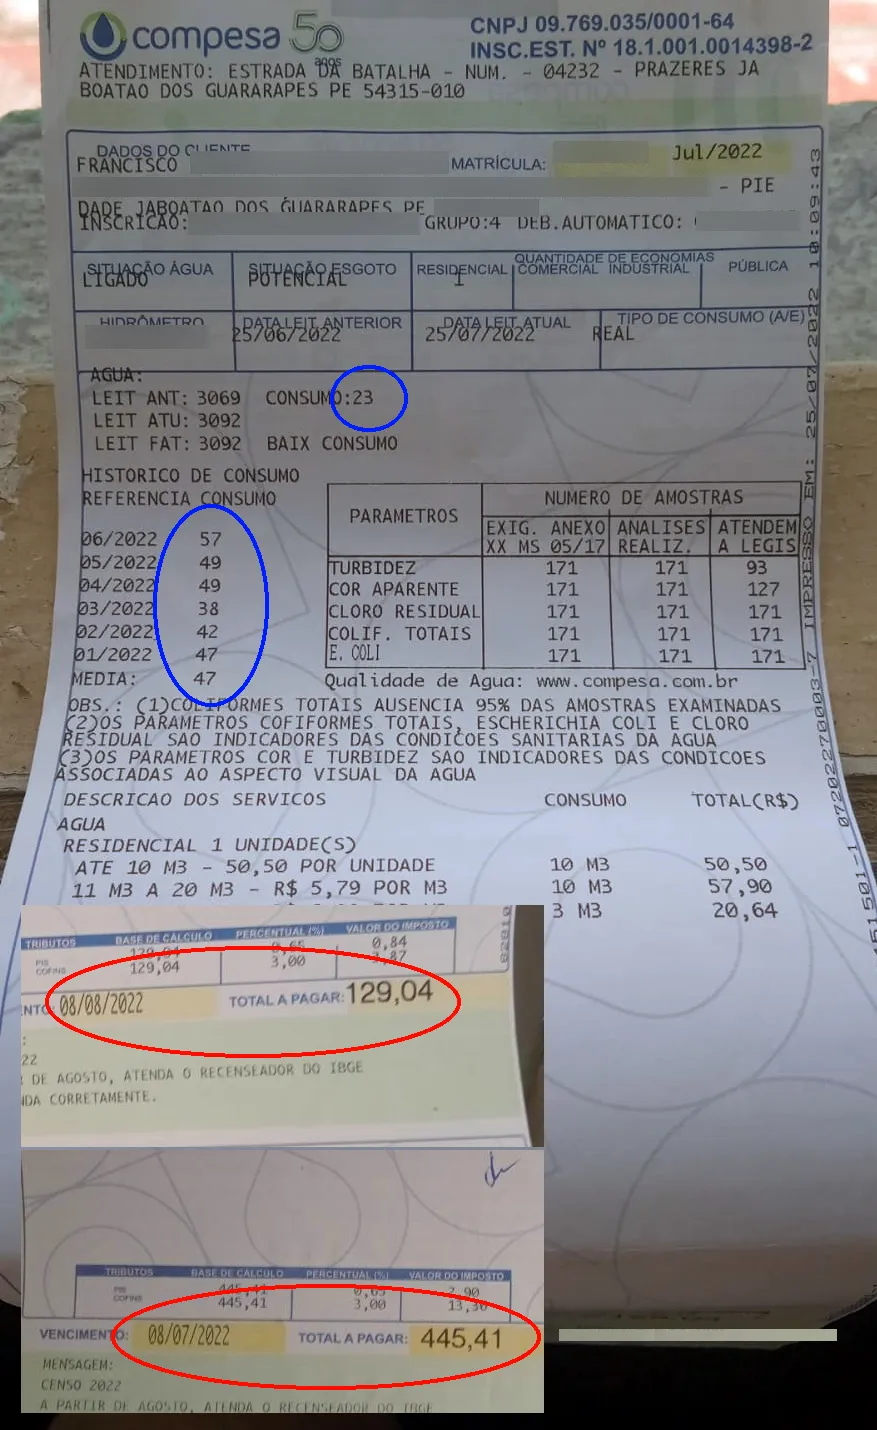 compesa 50 anos
CNPJ 09.769.035/0001-64
INSC.EST. Nº 18.1.001.0014398-2
ATENDIMENTO: ESTRADA DA BATALHA - NUM. - 04232 - PRAZERES JA
BOATAO DOS GUARARAPES PE 54315-010
DADOS DO CLIENTE
FRANCISCO MATRÍCULA: Jul/2022
- PIE
DADE JABOATAO DOS GUARARAPES PE
INSCRICAO: GRUPO:4 DEB.AUTOMATICO:
SITUAÇÃO ÁGUA SITUAÇÃO ESGOTO RESIDENCIAL QUANTIDADE DE ECONOMIAS COMERCIAL INDUSTRIAL PÚBLICA
LIGADO POTENCIAL 1
HIDRÔMETRO DATA LEIT ANTERIOR DATA LEIT ATUAL TIPO DE CONSUMO (A/E)
25/06/2022 25/07/2022 REAL
AGUA:
LEIT ANT: 3069 CONSUMO:23
LEIT ATU: 3092
LEIT FAT: 3092 BAIX CONSUMO
HISTORICO DE CONSUMO
REFERENCIA CONSUMO
06/2022 57
05/2022 49
04/2022 49
03/2022 38
02/2022 42
01/2022 47
MEDIA: 47
PARAMETROS NUMERO DE AMOSTRAS
EXIG. ANEXO ANALISES ATENDEM
XX MS 05/17 REALIZ. A LEGIS
TURBIDEZ 171 171 93
COR APARENTE 171 171 127
CLORO RESIDUAL 171 171 171
COLIF. TOTAIS 171 171 171
E. COLI 171 171 171
Qualidade de Agua: www.compesa.com.br
OBS.: (1)COLIFORMES TOTAIS AUSENCIA 95% DAS AMOSTRAS EXAMINADAS
(2)OS PARAMETROS COFIFORMES TOTAIS, ESCHERICHIA COLI E CLORO
RESIDUAL SAO INDICADORES DAS CONDICOES SANITARIAS DA AGUA
(3)OS PARAMETROS COR E TURBIDEZ SAO INDICADORES DAS CONDICOES
ASSOCIADAS AO ASPECTO VISUAL DA AGUA
DESCRICAO DOS SERVICOS CONSUMO TOTAL(R$)
AGUA
RESIDENCIAL 1 UNIDADE(S)
ATE 10 M3 - 50,50 POR UNIDADE 10 M3 50,50
11 M3 A 20 M3 - R$ 5,79 POR M3 10 M3 57,90
3 M3 20,64
IMPRESSO EM: 25/07/2022 10:09:43
TRIBUTOS BASE DE CÁLCULO PERCENTUAL (%) VALOR DO IMPOSTO
PIS 129,04 0,65 0,84
COFINS 129,04 3,00 3,87
NTO: 08/08/2022 TOTAL A PAGAR: 129,04
22
DE AGOSTO, ATENDA O RECENSEADOR DO IBGE
NDA CORRETAMENTE.
TRIBUTOS BASE DE CÁLCULO PERCENTUAL (%) VALOR DO IMPOSTO
PIS 445,41 0,65 2,90
COFINS 445,41 3,00 13,36
VENCIMENTO: 08/07/2022 TOTAL A PAGAR: 445,41
MENSAGEM:
CENSO 2022
A PARTIR DE AGOSTO, ATENDA O RECENSEADOR DO IBGE